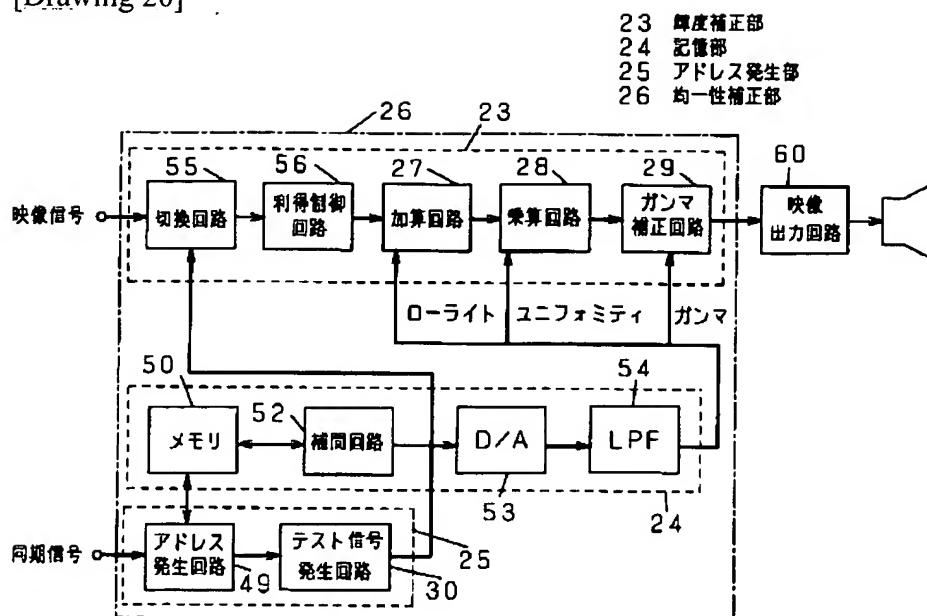 [Drawing 20]
23 輝度補正部
24 記憶部
25 アドレス発生部
26 均一性補正部
26
23
55
56
27
28
29
60
映像信号
切換回路
利得制御
回路
加算回路
乗算回路
ガンマ
補正回路
映像
出力回路
ローライト
ユニフォミティ
ガンマ
50
52
54
メモリ
補間回路
D/A
LPF
53
24
同期信号
アドレス
発生回路
49
テスト信号
発生回路
30
25